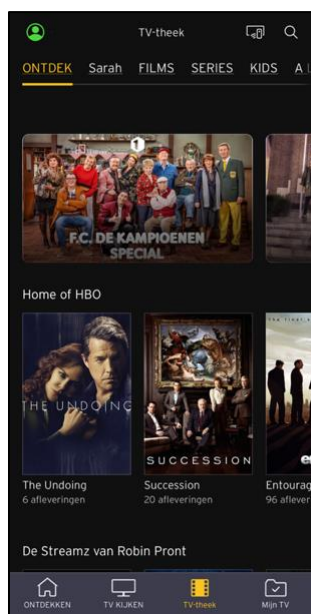 TV-theek
ONTDEK Sarah FILMS SERIES KIDS A
1
F.C. DE KAMPIOENEN
SPECIAL
Home of HBO
THE UNDOING
SUCCESSION
The Undoing
6 afleveringen
Succession
20 afleveringen
Entourag
96 aflever
De Streamz van Robin Pront
ONTDEKKEN TV KIJKEN TV-theek Mijn TV